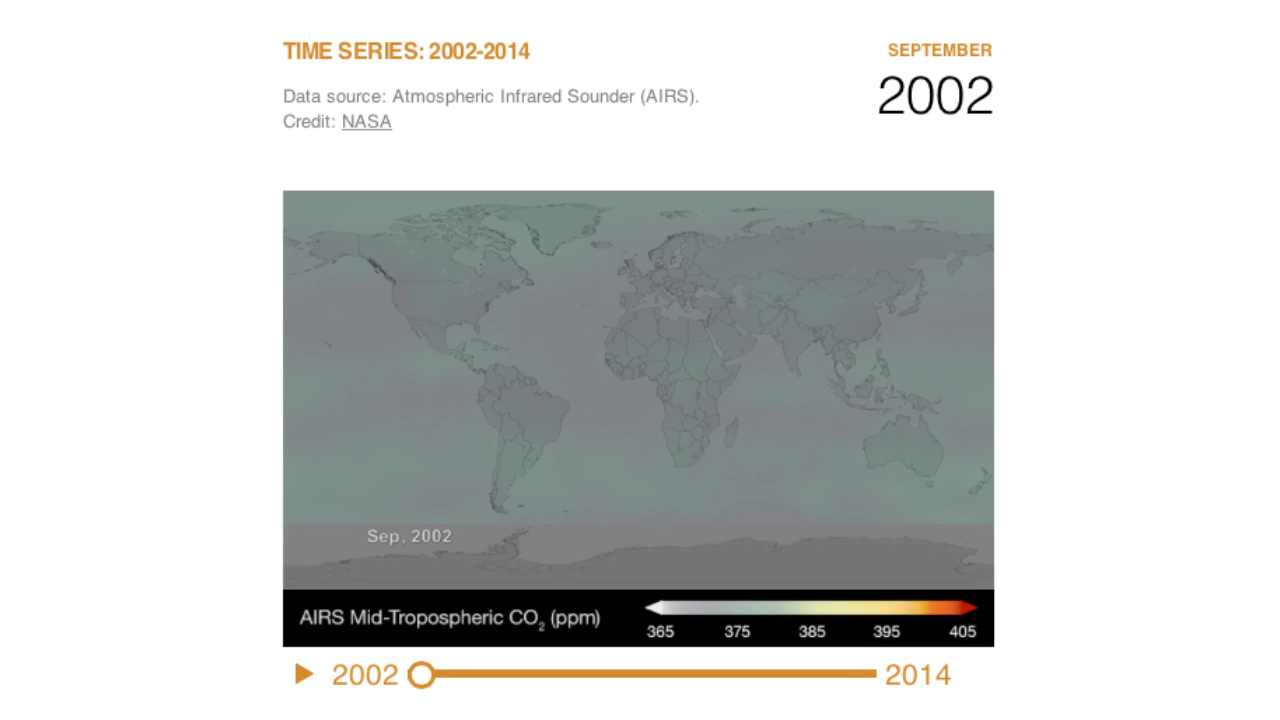 TIME SERIES: 2002-2014
SEPTEMBER
2002
Data source: Atmospheric Infrared Sounder (AIRS).
Credit: NASA
Sep, 2002
AIRS Mid-Tropospheric CO₂ (ppm)
365 375 385 395 405
2002 2014